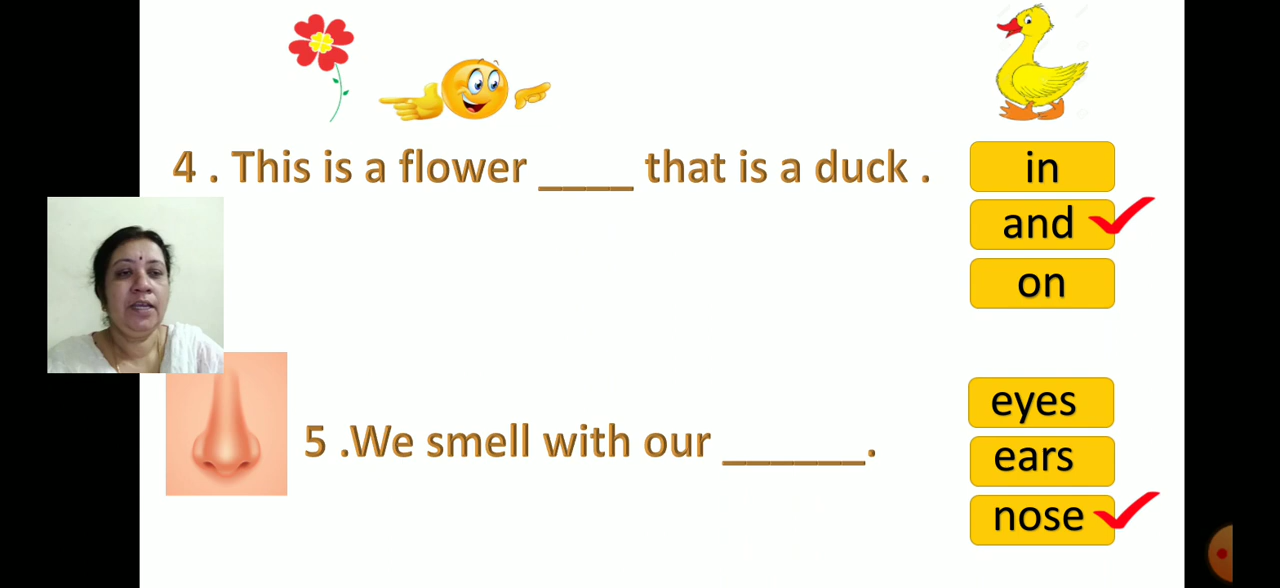 4 . This is a flower ____ that is a duck .
in
and
on
5 .We smell with our ______.
eyes
ears
nose